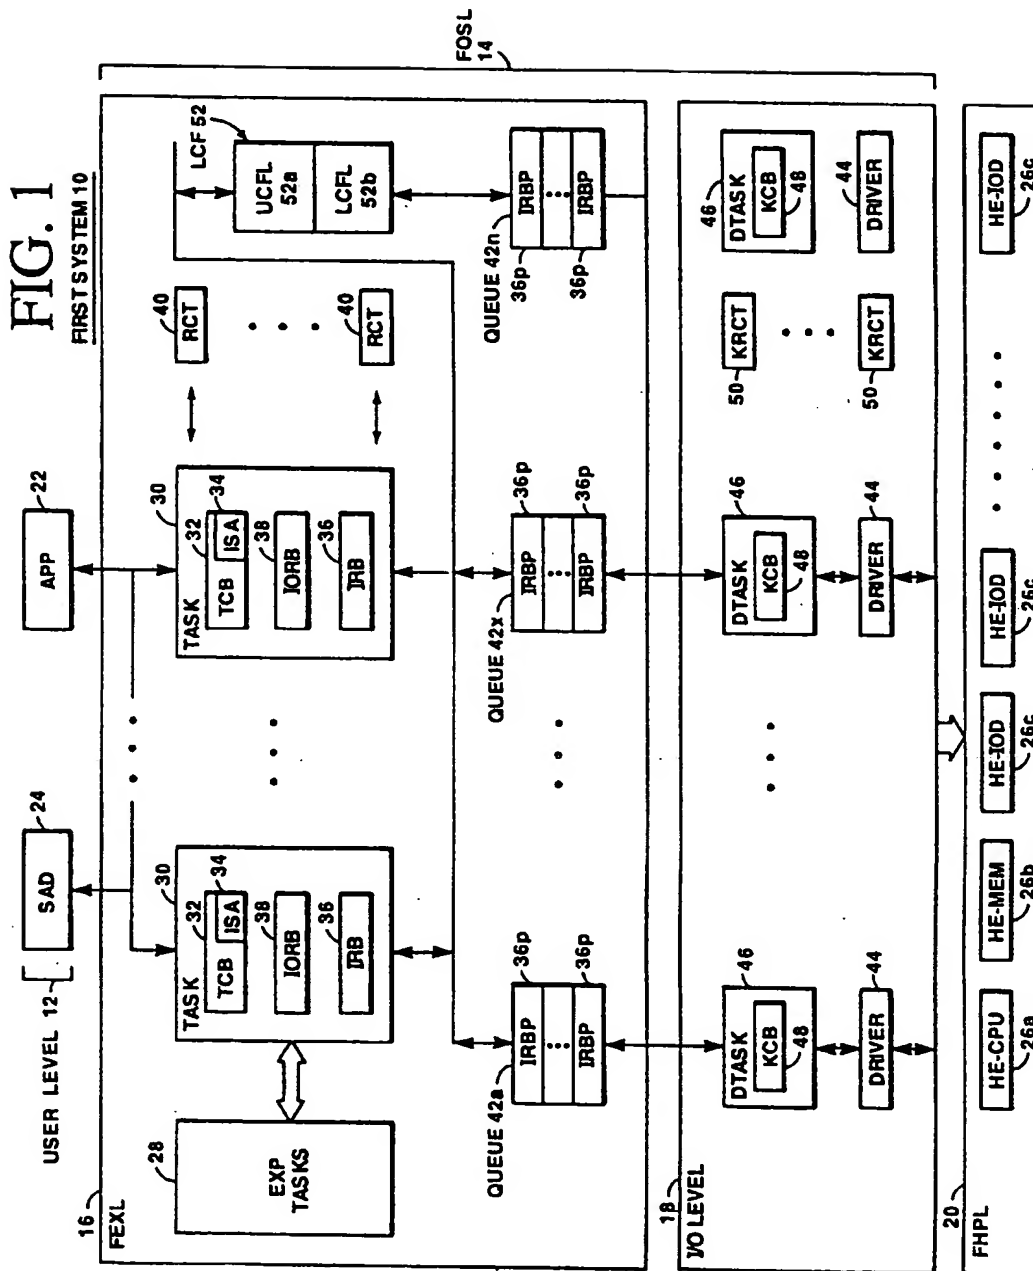 FIG. 1
FIRST SYSTEM 10
USER LEVEL 12
SAD
24
APP
22
16
FEXL
FOSL
14
28
EXP
TASKS
TASK
30
32
TCB
34
ISA
38
IORB
36
IRB
TASK
30
32
TCB
34
ISA
38
IORB
36
IRB
40
RCT
40
RCT
LCF 52
UCFL
52a
LCFL
52b
QUEUE 42a
IRBP
36p
IRBP
36p
QUEUE 42x
IRBP
36p
IRBP
36p
QUEUE 42n
IRBP
36p
IRBP
36p
18
I/O LEVEL
46
DTASK
KCB
48
44
DRIVER
46
DTASK
KCB
48
44
DRIVER
50
KRCT
50
KRCT
46
DTASK
KCB
48
44
DRIVER
20
FHPL
HE-CPU
26a
HE-MEM
26b
HE-IOD
26c
HE-IOD
26c
HE-IOD
26c